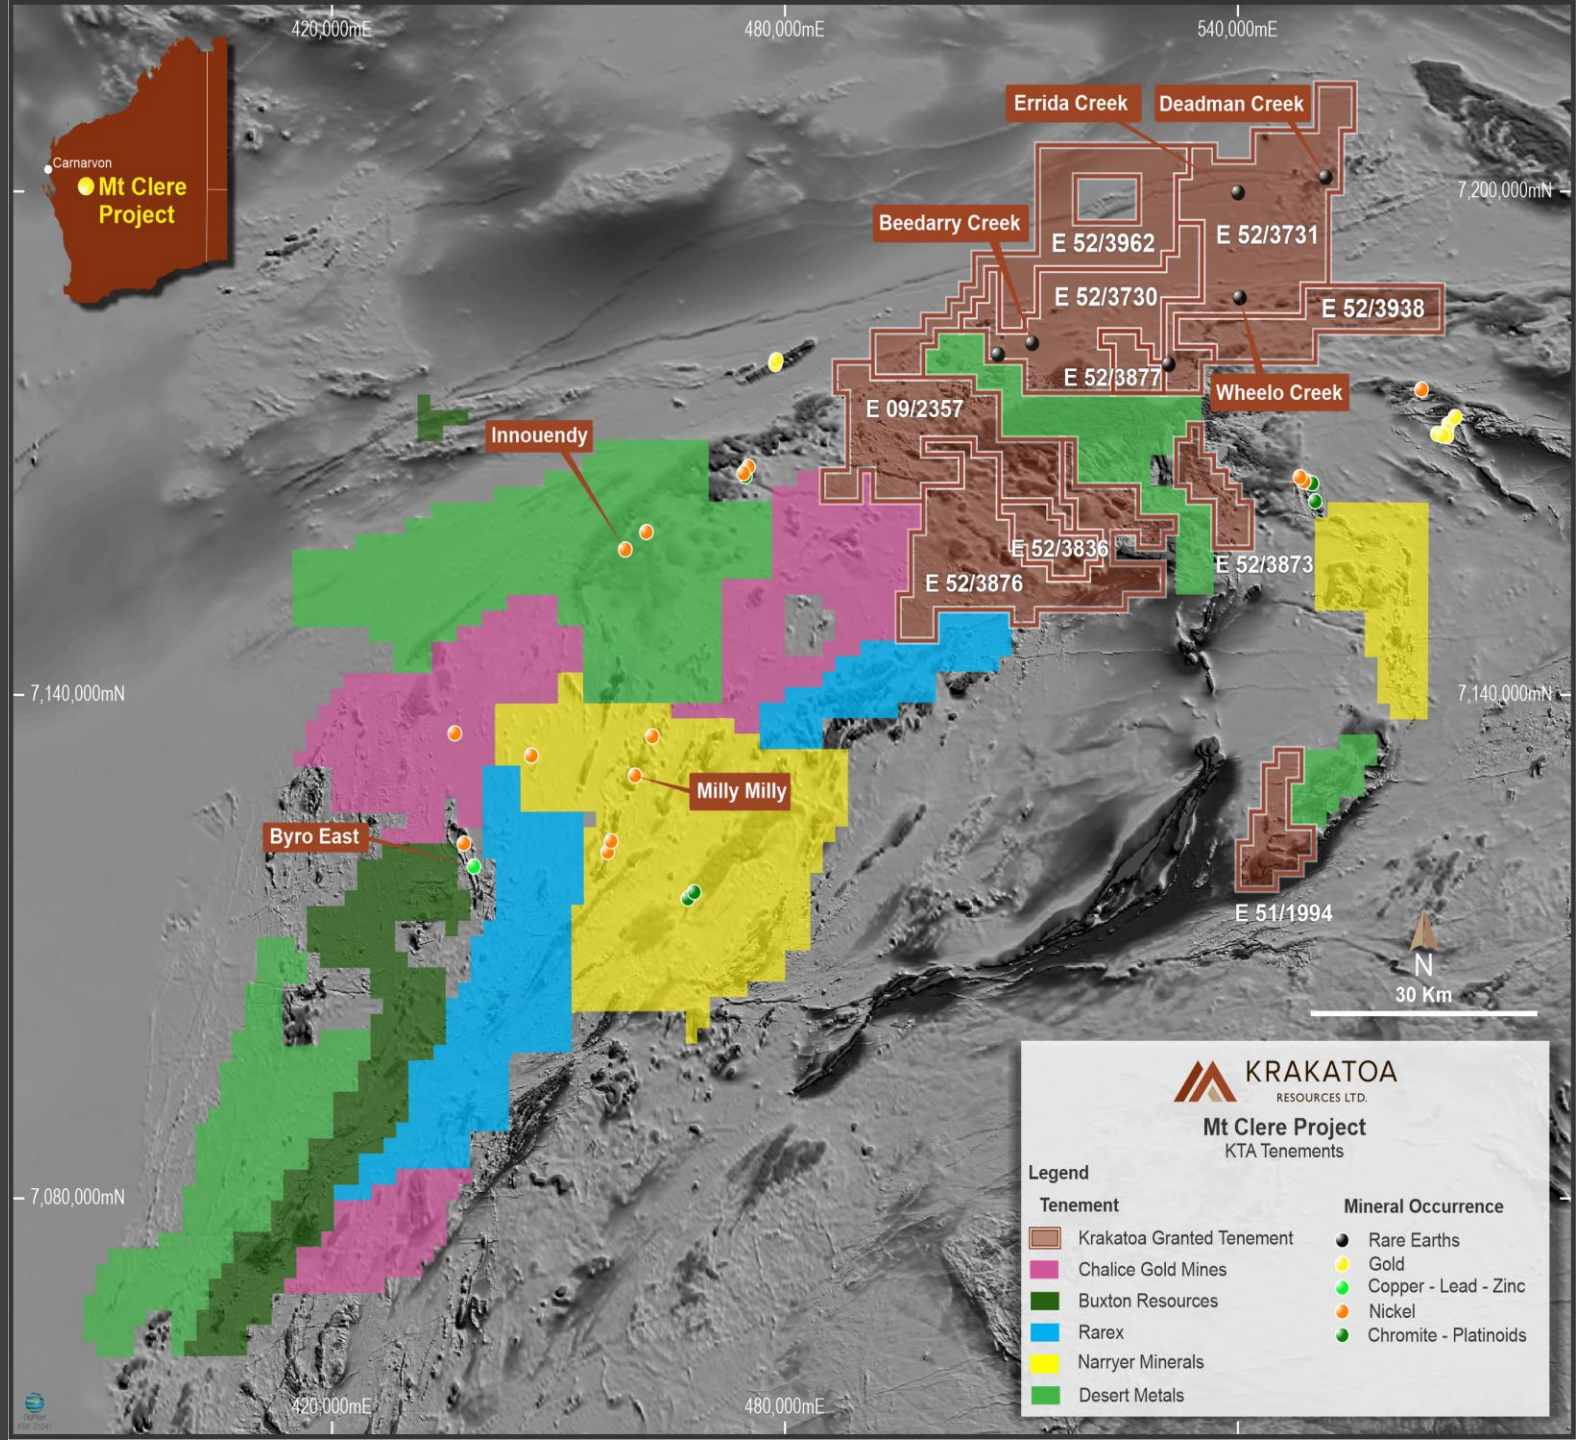 420,000mE
480,000mE
540,000mE
Errida Creek
Deadman Creek
Carnarvon
Mt Clere
Project
7,200,000mN
Beedarry Creek
E 52/3962
E 52/3731
E 52/3730
E 52/3938
E 52/3877
Wheelo Creek
E 09/2357
Innouendy
E 52/3836
E 52/3873
E 52/3876
7,140,000mN
7,140,000mN
Milly Milly
Byro East
E 51/1994
N
30 Km
KRAKATOA
RESOURCES LTD.
Mt Clere Project
KTA Tenements
Legend
Tenement
Krakatoa Granted Tenement
Chalice Gold Mines
Buxton Resources
Rarex
Narryer Minerals
Desert Metals
Mineral Occurrence
Rare Earths
Gold
Copper - Lead - Zinc
Nickel
Chromite - Platinoids
7,080,000mN
420,000mE
480,000mE